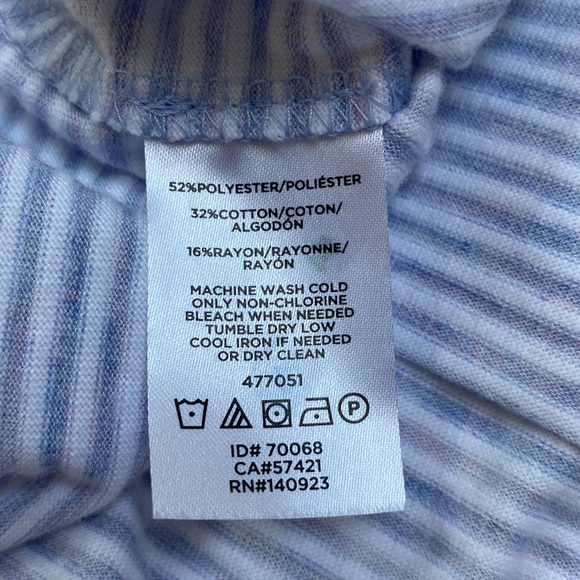 52%POLYESTER/POLIÉSTER
32%COTTON/COTON/
ALGODÓN
16%RAYON/RAYONNE/
RAYÓN
MACHINE WASH COLD
ONLY NON-CHLORINE
BLEACH WHEN NEEDED
TUMBLE DRY LOW
COOL IRON IF NEEDED
OR DRY CLEAN
477051
P
ID# 70068
CA#57421
RN#140923